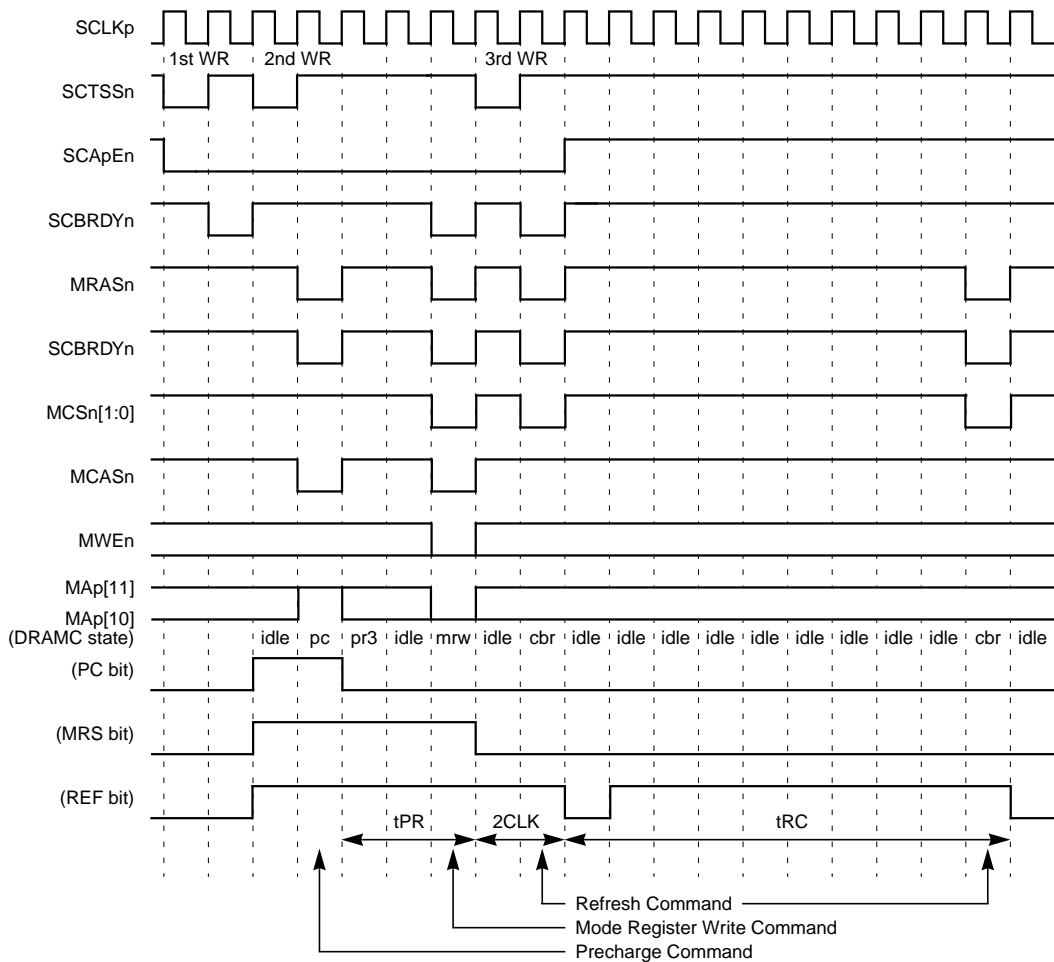 SCLKp
1st WR 2nd WR 3rd WR
SCTSSn
SCApEn
SCBRDYn
MRASn
SCBRDYn
MCSn[1:0]
MCASn
MWEn
MAp[11]
MAp[10]
(DRAMC state) idle pc pr3 idle mrw idle cbr idle idle idle idle idle idle idle idle idle cbr idle
(PC bit)
(MRS bit)
(REF bit)
tPR 2CLK tRC
Refresh Command
Mode Register Write Command
Precharge Command